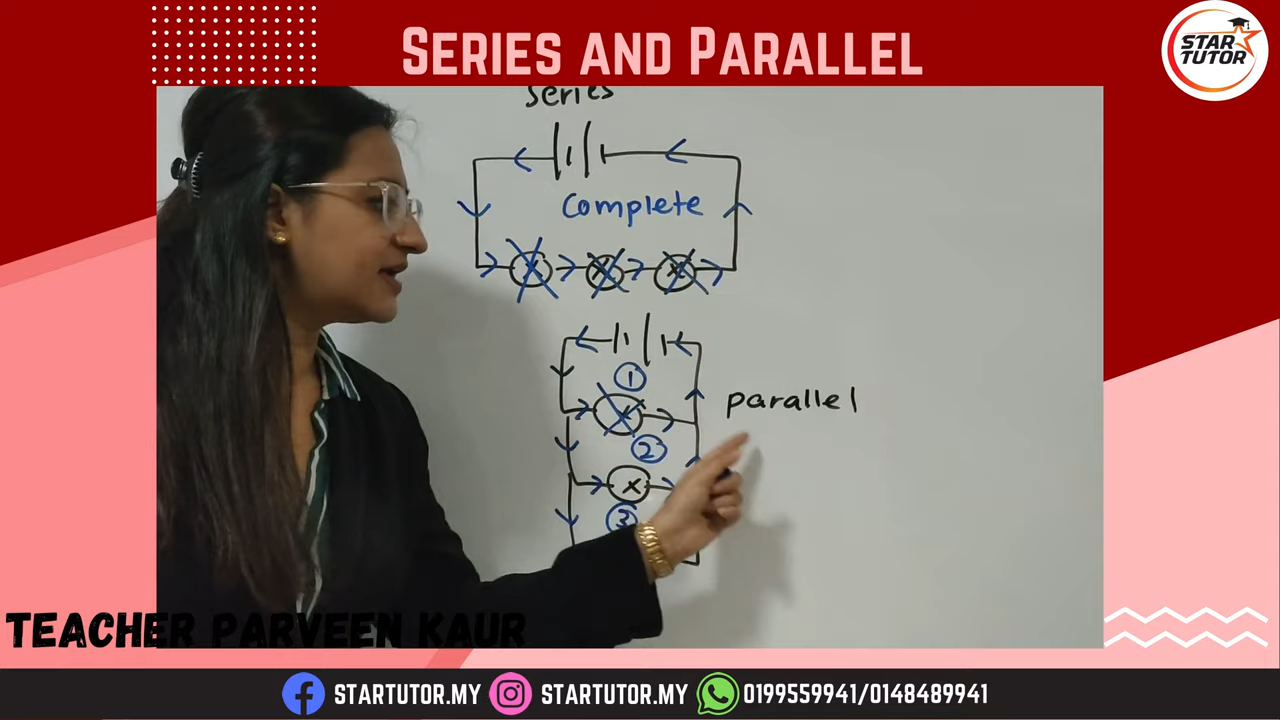 SERIES AND PARALLEL
STAR
TUTOR
Series
Complete
1
parallel
2
3
TEACHER PARVEEN KAUR
STARTUTOR.MY STARTUTOR.MY 0199559941/0148489941